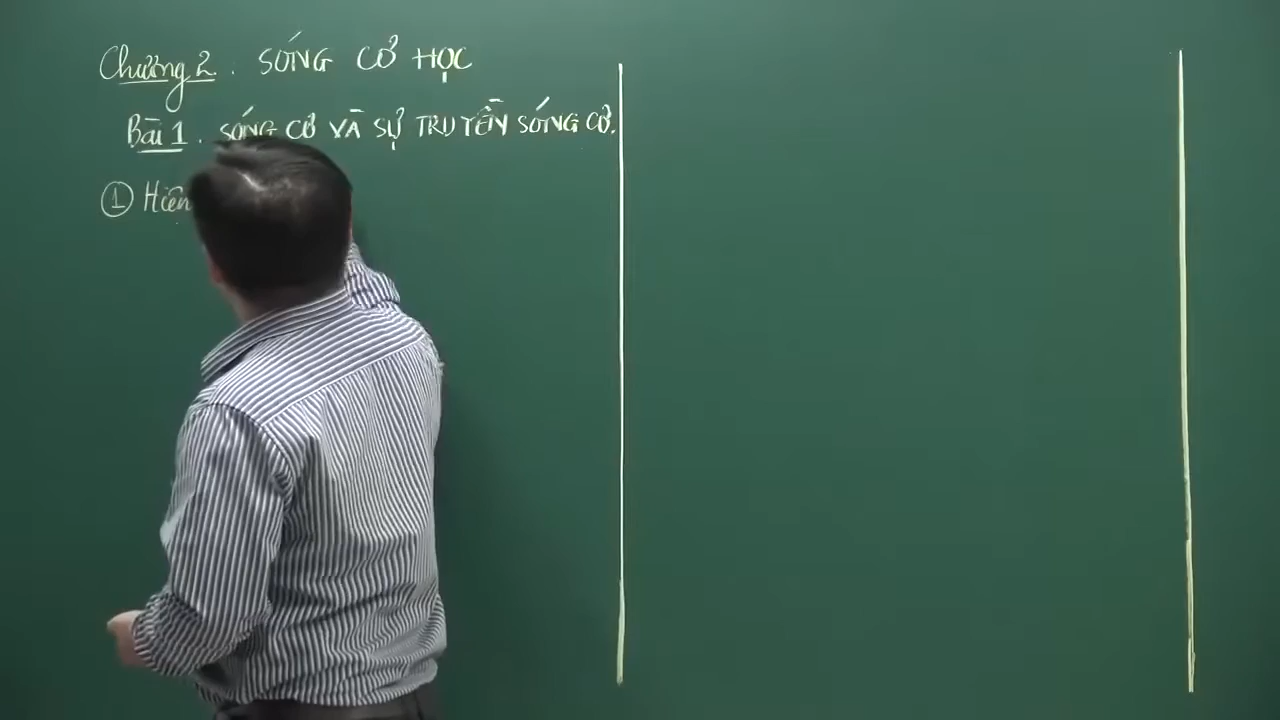 Chương 2. SÓNG CƠ HỌC
Bài 1. SÓNG CƠ VÀ SỰ TRUYỀN SÓNG CƠ.
① Hiện